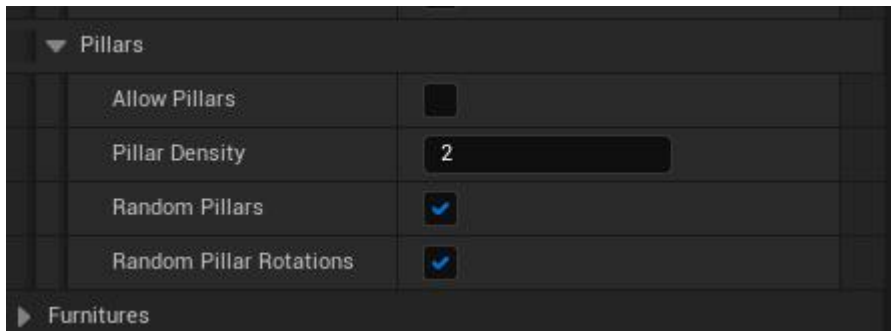 Pillars
Allow Pillars
Pillar Density 2
Random Pillars
Random Pillar Rotations
Furnitures